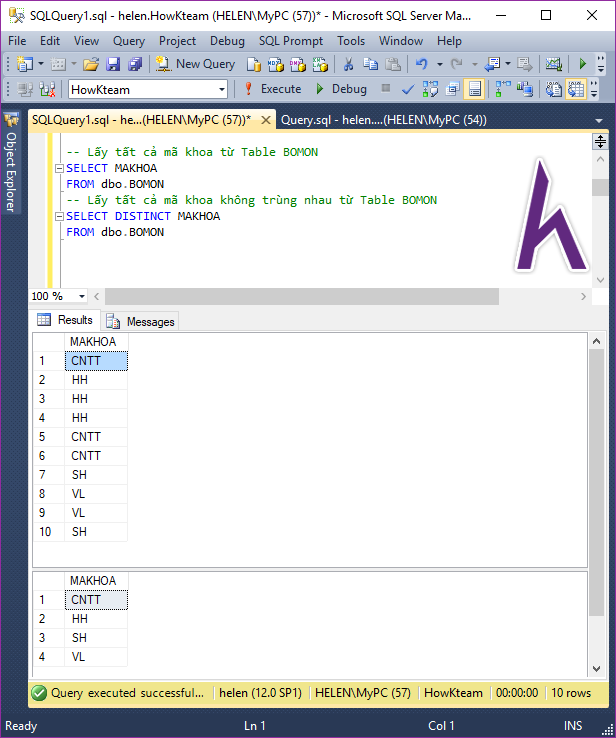 SQLQuery1.sql - helen.HowKteam (HELEN\MyPC (57))* - Microsoft SQL Server Ma...
File Edit View Query Project Debug SQL Prompt Tools Window Help
New Query
HowKteam Execute Debug
SQLQuery1.sql - he...(HELEN\MyPC (57))* Query.sql - helen....(HELEN\MyPC (54))
Object Explorer
-- Lấy tất cả mã khoa từ Table BOMON
SELECT MAKHOA
FROM dbo.BOMON
-- Lấy tất cả mã khoa không trùng nhau từ Table BOMON
SELECT DISTINCT MAKHOA
FROM dbo.BOMON
100 %
Results Messages
MAKHOA
1 CNTT
2 HH
3 HH
4 HH
5 CNTT
6 CNTT
7 SH
8 VL
9 VL
10 SH
MAKHOA
1 CNTT
2 HH
3 SH
4 VL
Query executed successful... helen (12.0 SP1) HELEN\MyPC (57) HowKteam 00:00:00 10 rows
Ready Ln 1 Col 1 INS